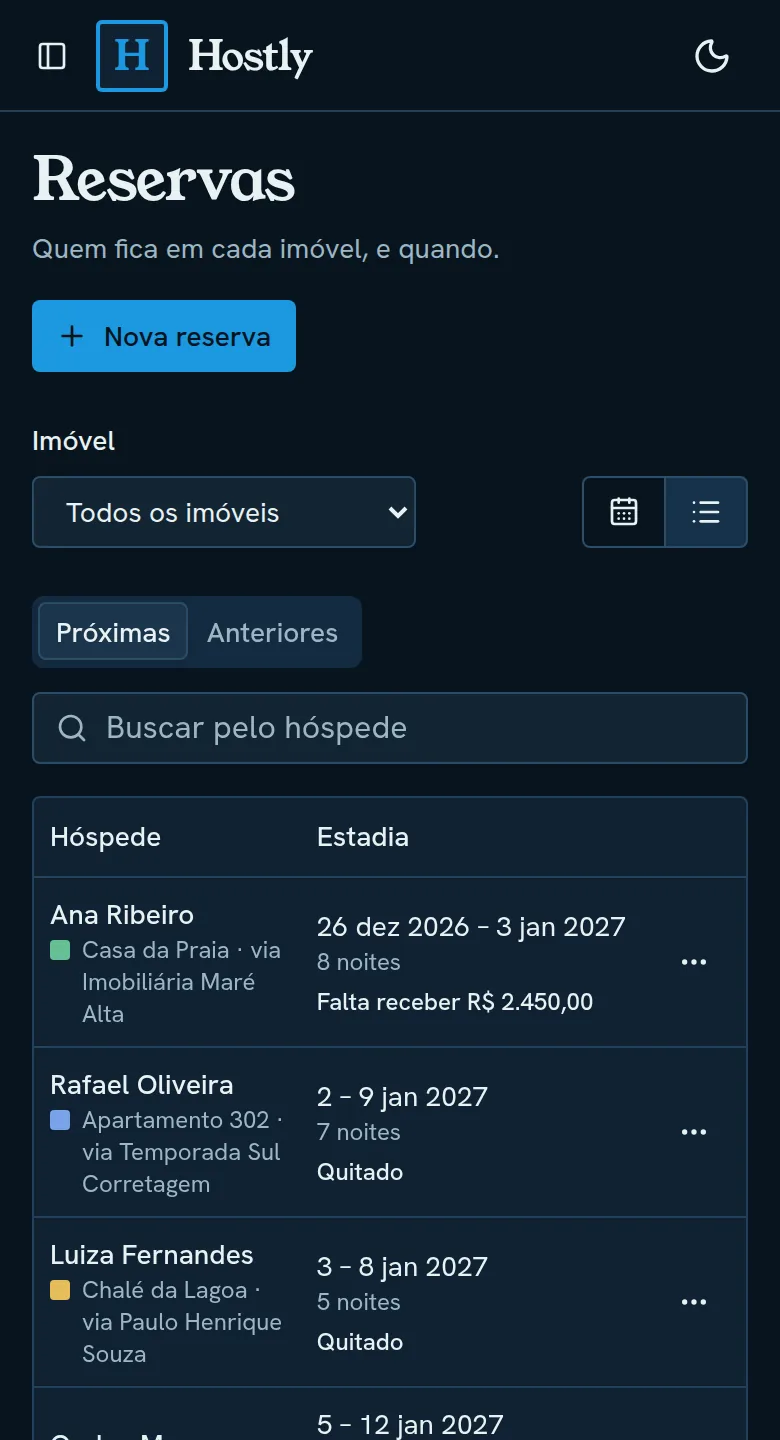 H Hostly
Reservas
Quem fica em cada imóvel, e quando.
+ Nova reserva
Imóvel
Todos os imóveis
Próximas Anteriores
Buscar pelo hóspede
Hóspede Estadia
Ana Ribeiro
Casa da Praia · via
Imobiliária Maré
Alta
26 dez 2026 – 3 jan 2027
8 noites
Falta receber R$ 2.450,00
Rafael Oliveira
Apartamento 302 ·
via Temporada Sul
Corretagem
2 – 9 jan 2027
7 noites
Quitado
Luiza Fernandes
Chalé da Lagoa ·
via Paulo Henrique
Souza
3 – 8 jan 2027
5 noites
Quitado
5 – 12 jan 2027